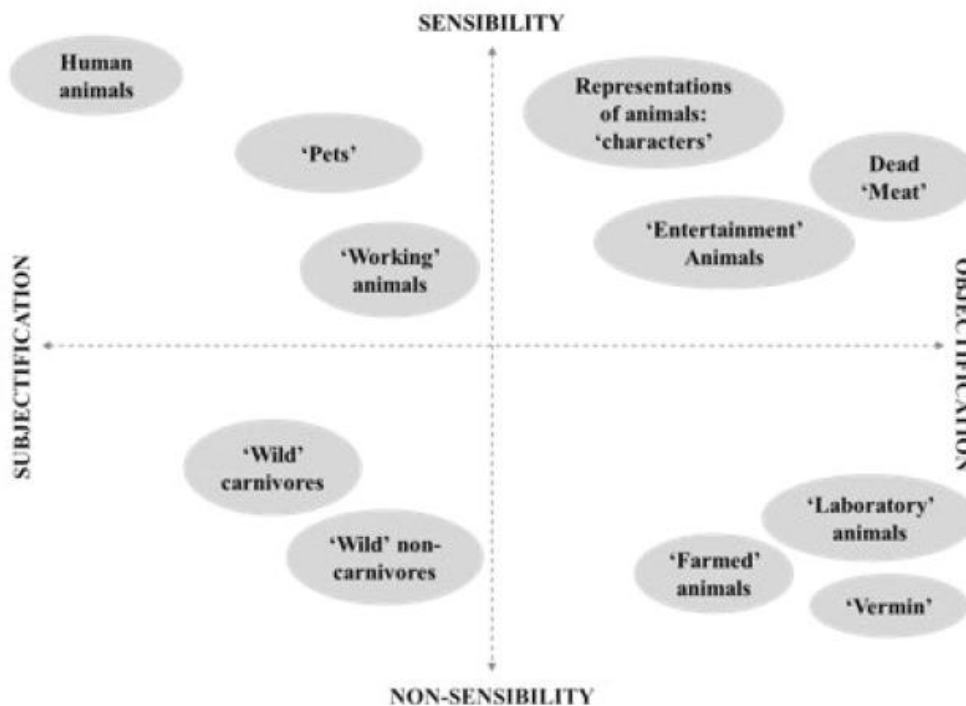 SENSIBILITY
Human
animals
Representations
of animals:
‘characters’
‘Pets’
Dead
‘Meat’
‘Entertainment’
Animals
‘Working’
animals
SUBJECTIFICATION
OBJECTIFICATION
‘Wild’
carnivores
‘Laboratory’
animals
‘Wild’ non-
carnivores
‘Farmed’
animals
‘Vermin’
NON-SENSIBILITY